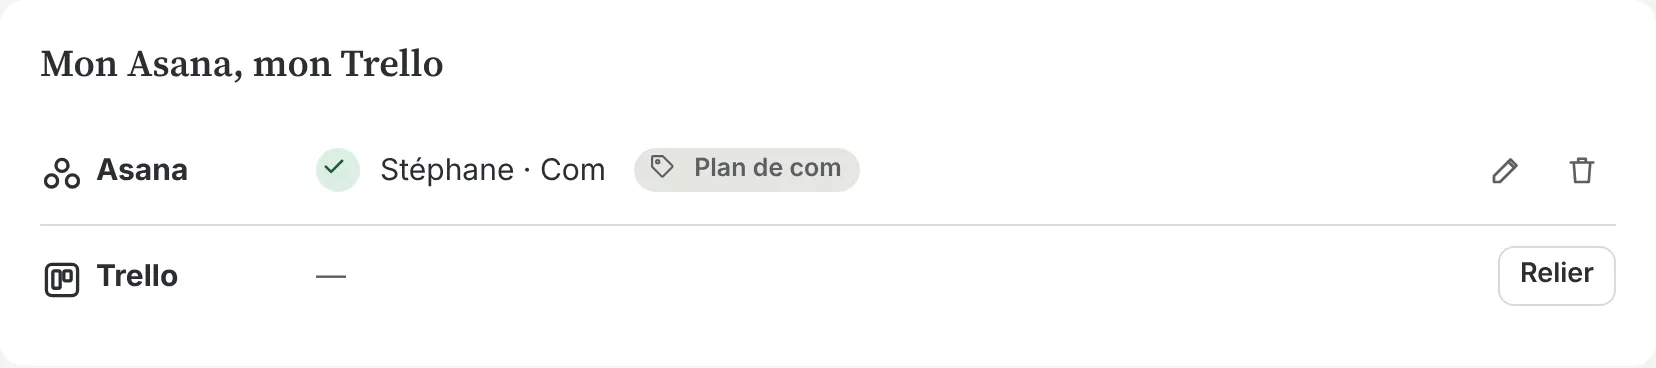 Mon Asana, mon Trello
Asana Stéphane · Com Plan de com
Trello — Relier